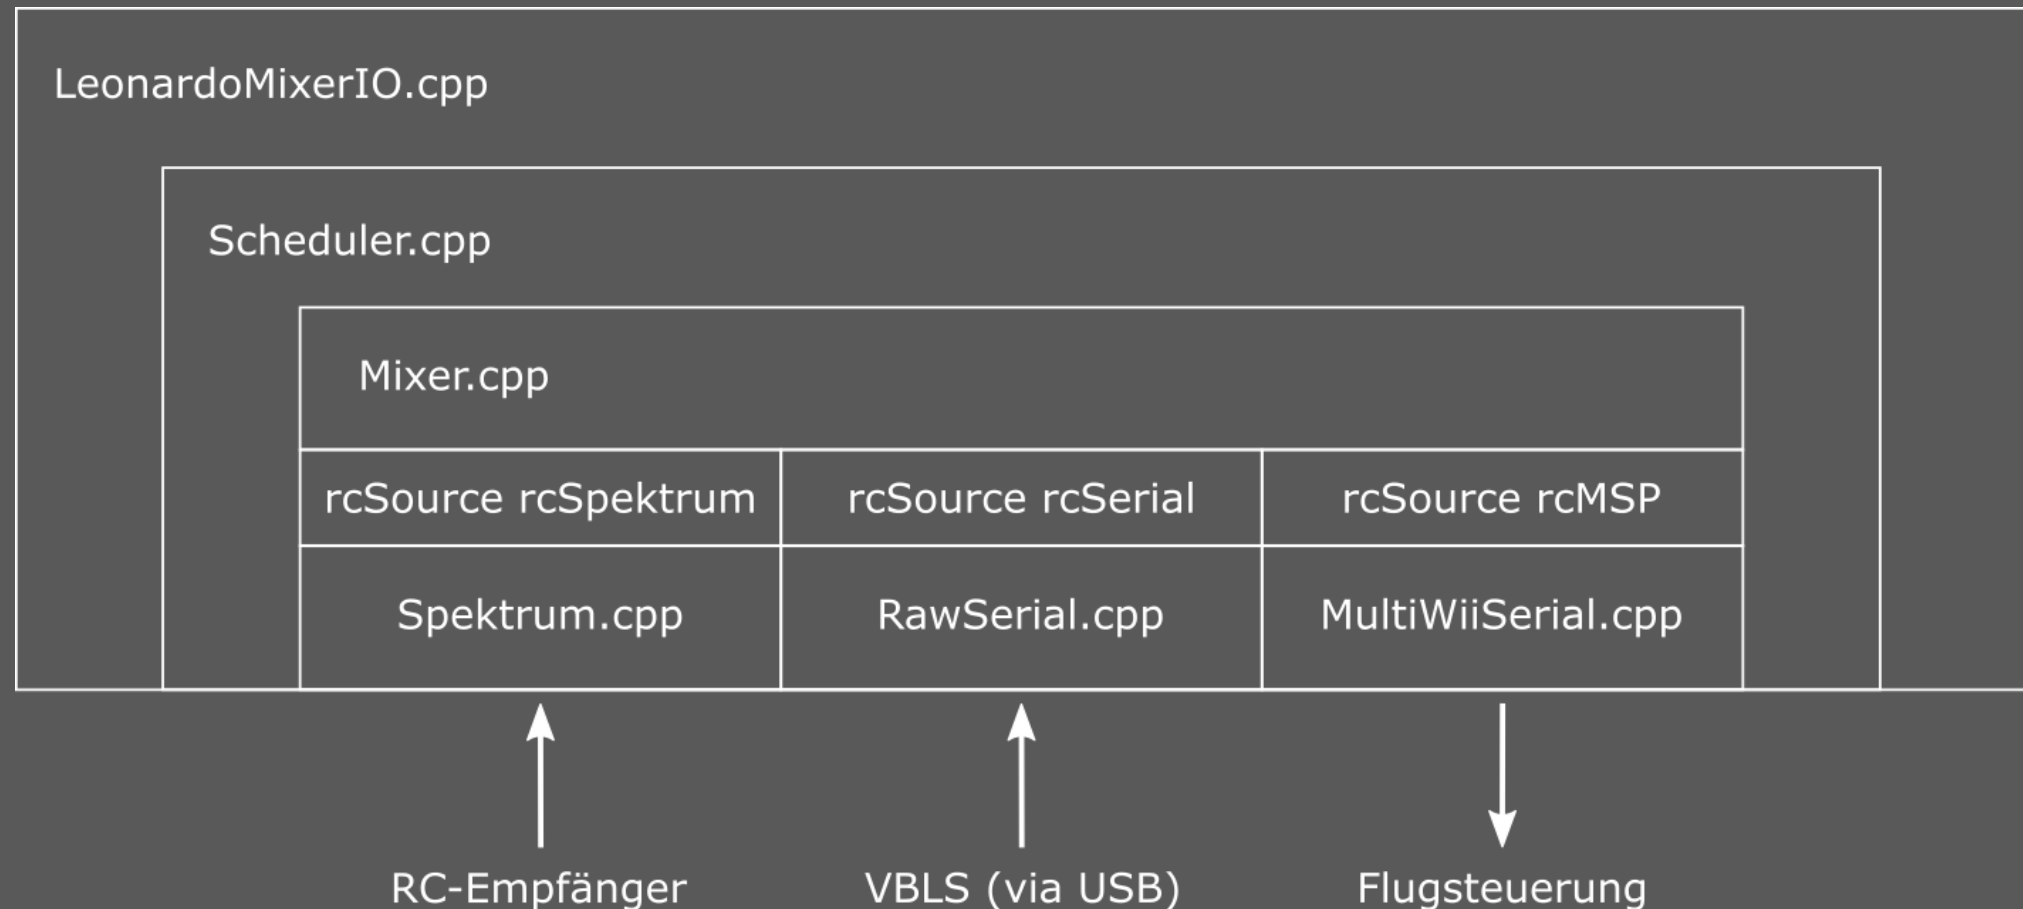 LeonardoMixerIO.cpp
Scheduler.cpp
Mixer.cpp
rcSource rcSpektrum
rcSource rcSerial
rcSource rcMSP
Spektrum.cpp
RawSerial.cpp
MultiWiiSerial.cpp
RC-Empfänger
VBLS (via USB)
Flugsteuerung